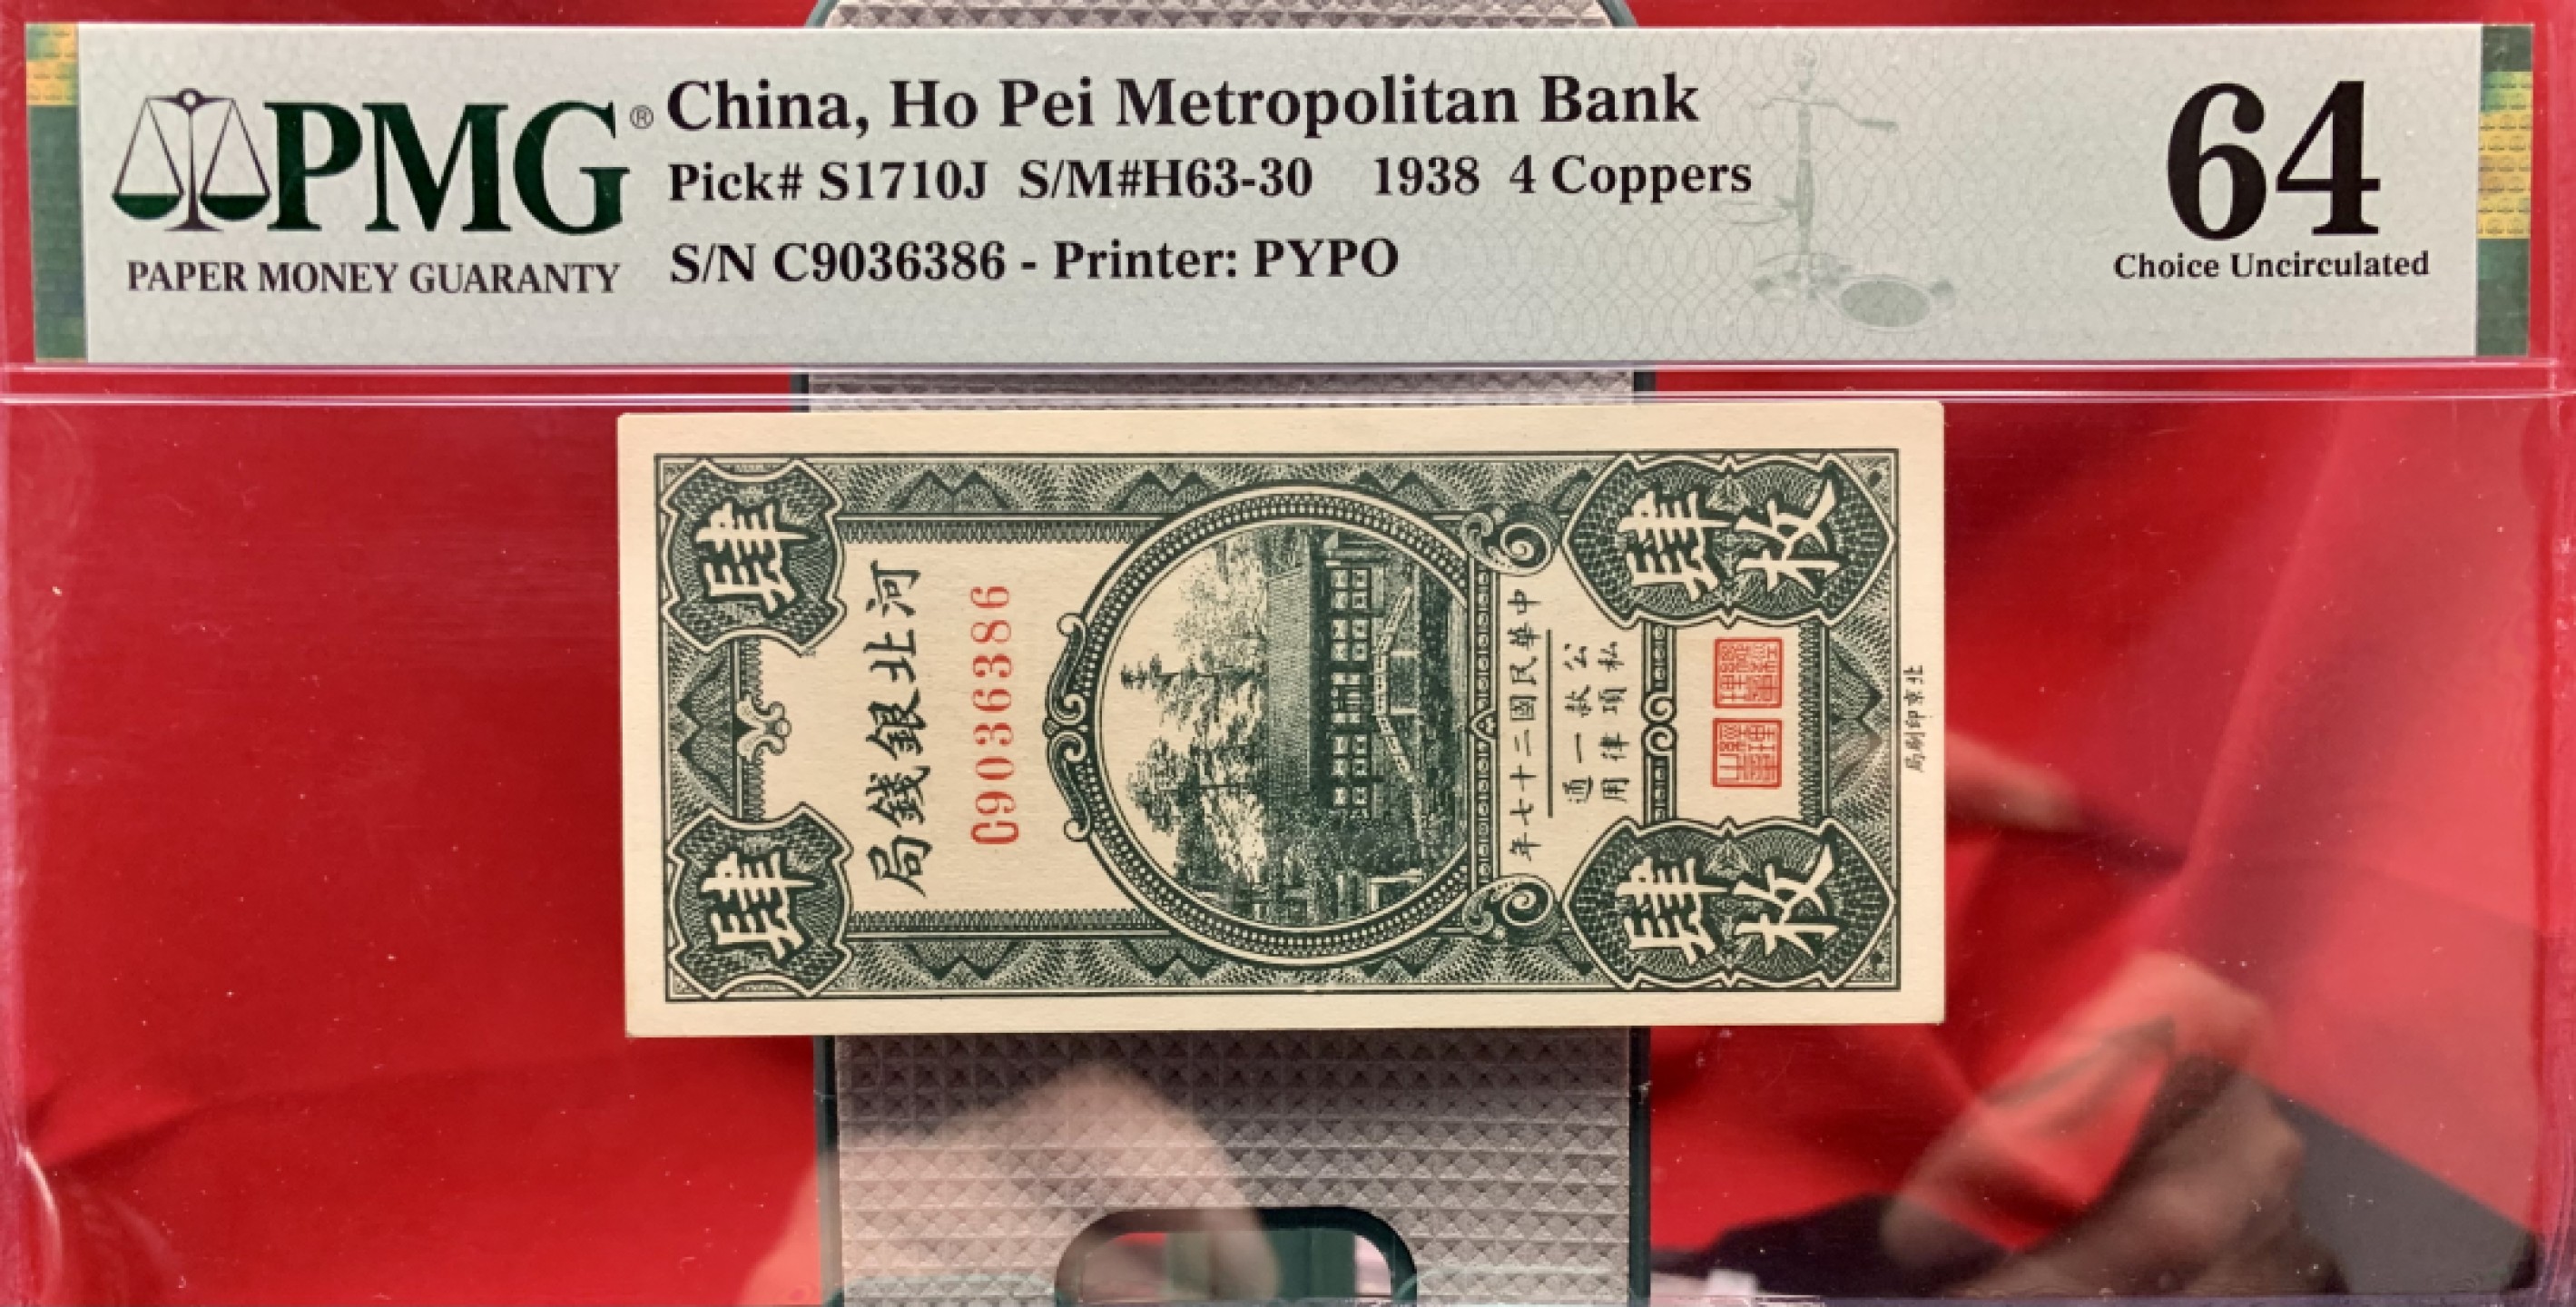 PMG®
PAPER MONEY GUARANTY
China, Ho Pei Metropolitan Bank
Pick# S1710J S/M#H63-30 1938 4 Coppers
S/N C9036386 - Printer: PYPO
64
Choice Uncirculated
肆
肆
河北銀錢局
C9036386
中華民國二十七年
公私款項
一律通用
肆枚
肆枚
北京印刷局